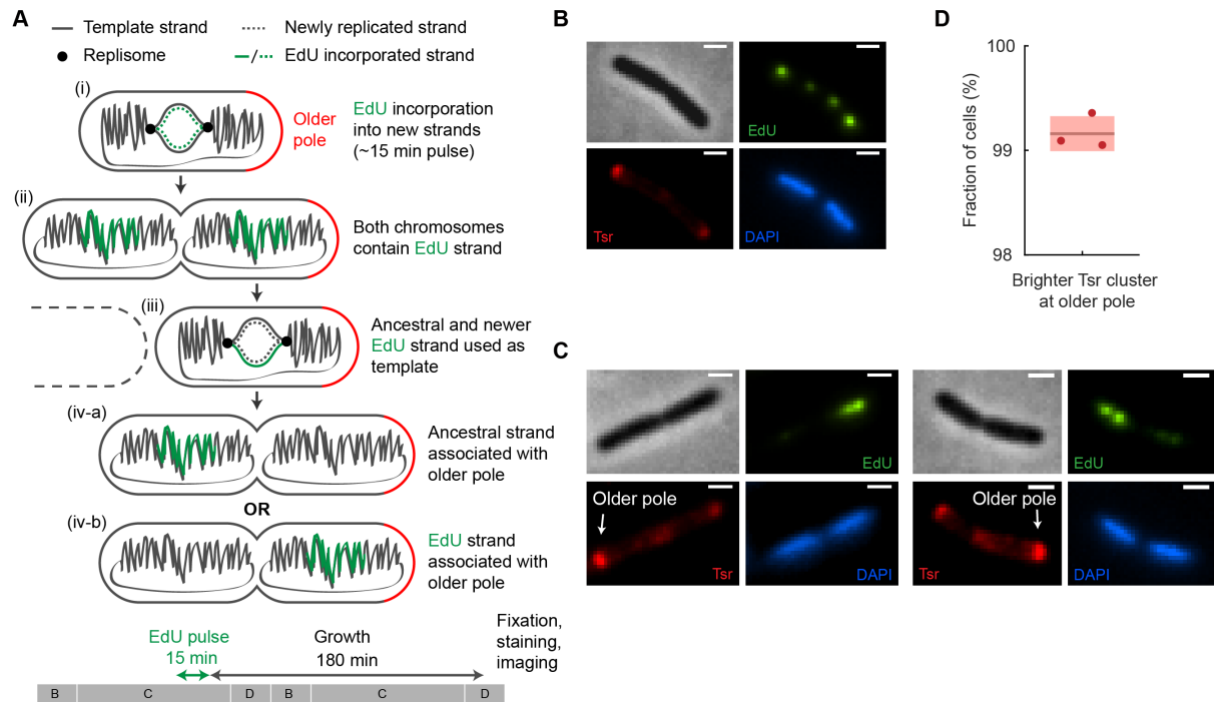 A
Template strand
Newly replicated strand
Replisome
EdU incorporated strand
(i)
Older
pole
EdU incorporation
into new strands
(~15 min pulse)
(ii)
Both chromosomes
contain EdU strand
(iii)
Ancestral and newer
EdU strand used as
template
(iv-a)
Ancestral strand
associated with
older pole
OR
(iv-b)
EdU strand
associated with
older pole
EdU pulse
15 min
Growth
180 min
Fixation,
staining,
imaging
B C D B C D
B
EdU
Tsr
DAPI
C
EdU
Older pole
Tsr
DAPI
EdU
Older pole
Tsr
DAPI
D
Fraction of cells (%)
100
99
98
Brighter Tsr cluster
at older pole